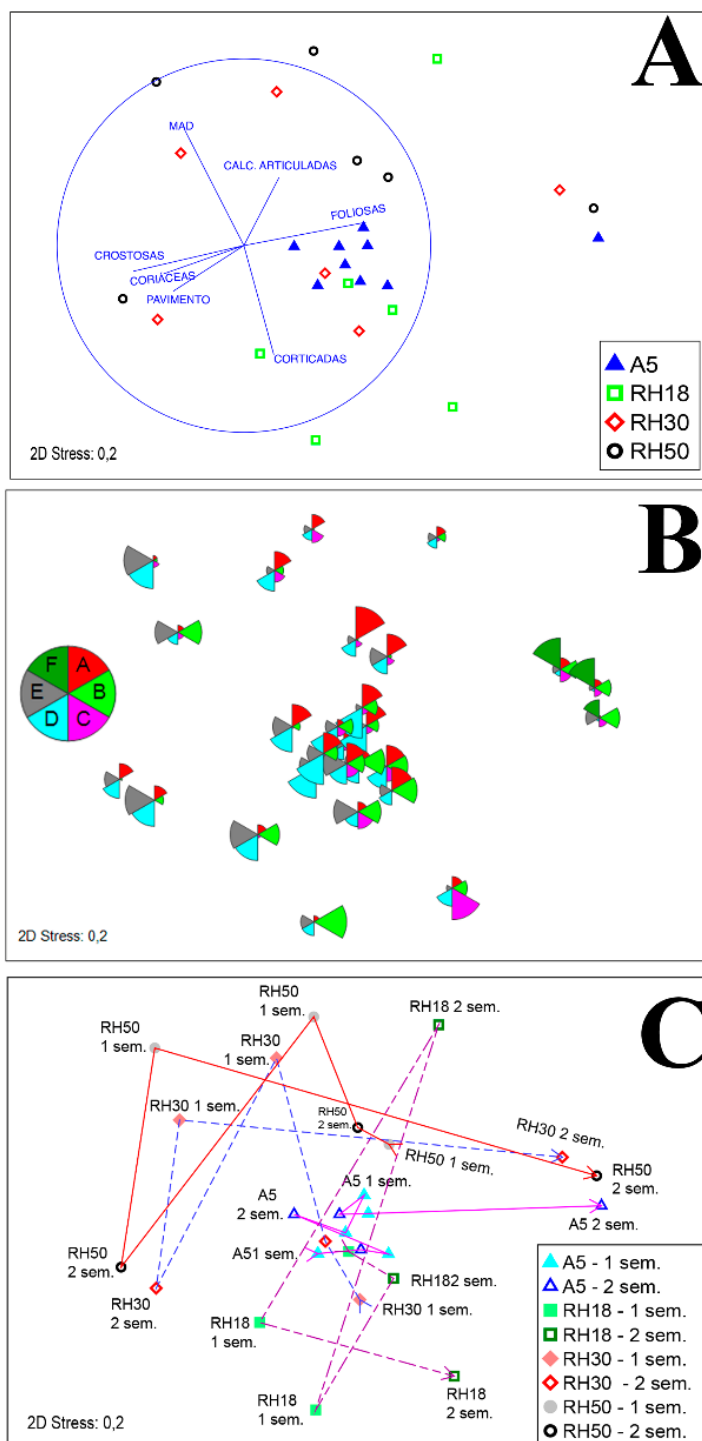 A
MAD
CALC. ARTICULADAS
FOLIOSAS
CROSTOSAS
CORIÁCEAS
PAVIMENTO
CORTICADAS
A5
RH18
RH30
RH50
2D Stress: 0,2
B
F A
E B
D C
2D Stress: 0,2
C
RH50
1 sem.
RH18 2 sem.
RH50
1 sem.
RH30
1 sem.
RH30 1 sem.
RH50
2 sem.
RH50 1 sem.
RH30 2 sem.
RH50
2 sem.
A5 1 sem.
A5
2 sem.
A5 2 sem.
A51 sem.
RH50
2 sem.
RH30
2 sem.
RH182 sem.
RH30 1 sem.
RH18
1 sem.
RH18
1 sem.
RH18
2 sem.
A5 - 1 sem.
A5 - 2 sem.
RH18 - 1 sem.
RH18 - 2 sem.
RH30 - 1 sem.
RH30 - 2 sem.
RH50 - 1 sem.
RH50 - 2 sem.
2D Stress: 0,2